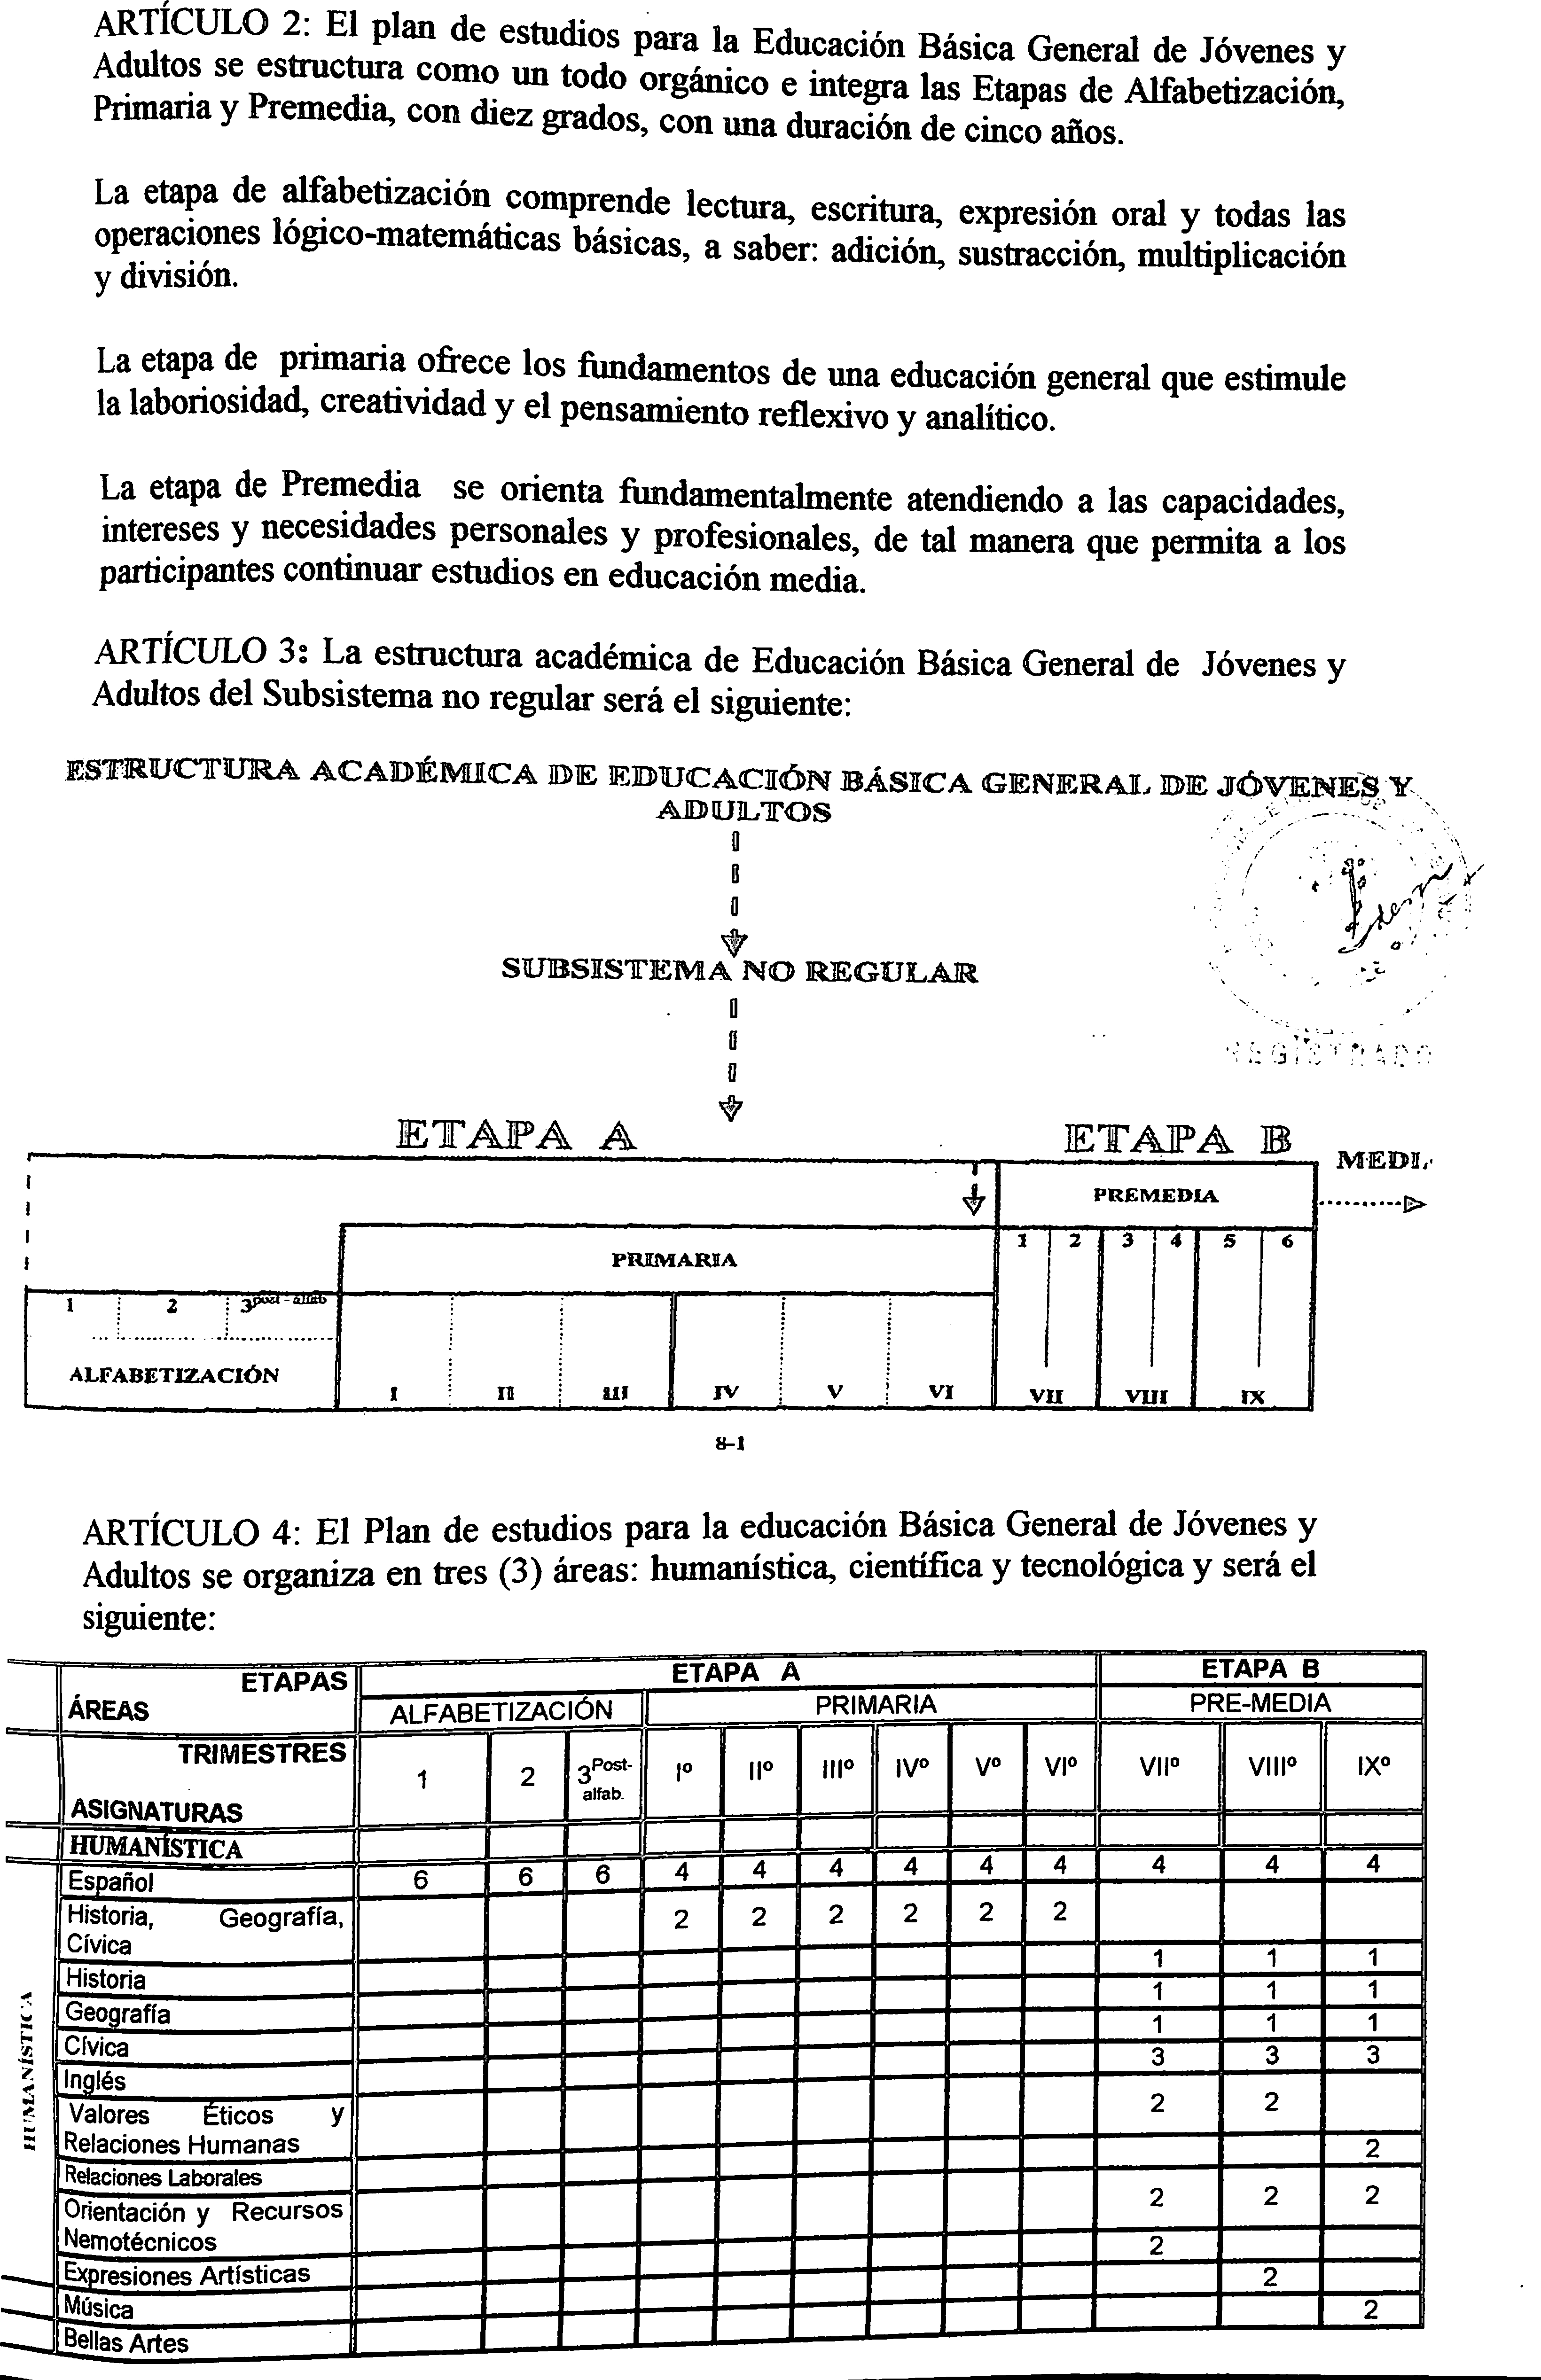 ARTÍCULO 2: El plan de estudios para la Educación Básica General de Jóvenes y
Adultos se estructura como un todo orgánico e integra las Etapas de Alfabetización,
Primaria y Premedia, con diez grados, con una duración de cinco años.
La etapa de alfabetización comprende lectura, escritura, expresión oral y todas las
operaciones lógico-matemáticas básicas, a saber: adición, sustracción, multiplicación
y división.
La etapa de primaria ofrece los fundamentos de una educación general que estimule
la laboriosidad, creatividad y el pensamiento reflexivo y analítico.
La etapa de Premedia se orienta fundamentalmente atendiendo a las capacidades,
intereses y necesidades personales y profesionales, de tal manera que permita a los
participantes continuar estudios en educación media.
ARTÍCULO 3: La estructura académica de Educación Básica General de Jóvenes y
Adultos del Subsistema no regular será el siguiente:
ESTRUCTURA ACADÉMICA DE EDUCACIÓN BÁSICA GENERAL DE JÓVENES Y
ADULTOS
SUBSISTEMA NO REGULAR
REGISTRADO
ETAPA A ETAPA B
MEDI
PREMEDIA
PRIMARIA 1 2 3 4 5 6
1 2 3 post - alfab
ALFABETIZACIÓN
I II III IV V VI VII VIII IX
8-1
ARTÍCULO 4: El Plan de estudios para la educación Básica General de Jóvenes y
Adultos se organiza en tres (3) áreas: humanística, científica y tecnológica y será el
siguiente:
ETAPAS ETAPA A ETAPA B
ÁREAS ALFABETIZACIÓN PRIMARIA PRE-MEDIA
TRIMESTRES
1 2 3 Post-alfab. Iº IIº IIIº IVº Vº VIº VIIº VIIIº IXº
ASIGNATURAS
HUMANÍSTICA
HUMANÍSTICA
Español 6 6 6 4 4 4 4 4 4 4 4 4
Historia, Geografía, 2 2 2 2 2 2
Cívica
Historia 1 1 1
Geografía 1 1 1
Cívica 1 1 1
Inglés 3 3 3
Valores Éticos y 2 2
Relaciones Humanas
Relaciones Laborales 2
Orientación y Recursos 2 2 2
Nemotécnicos
Expresiones Artísticas 2
Música 2
Bellas Artes 2